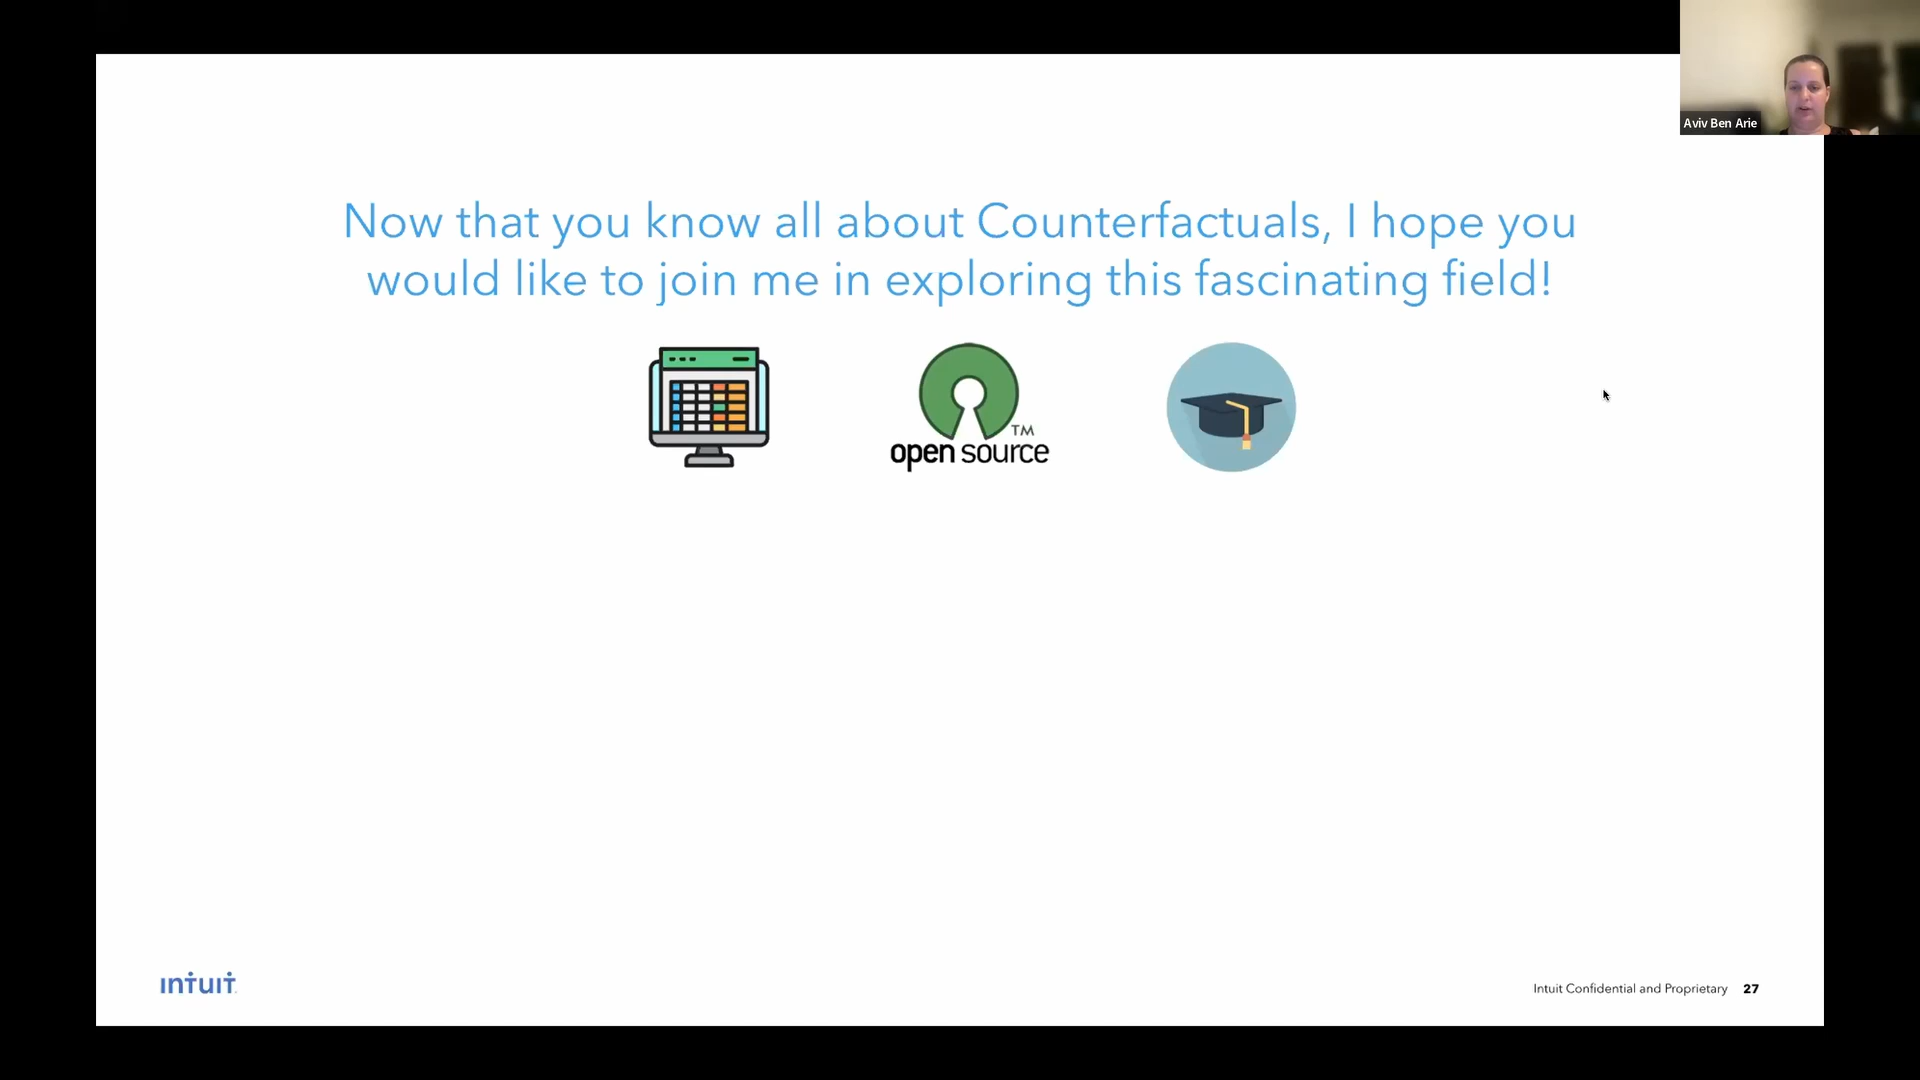 Aviv Ben Arie
Now that you know all about Counterfactuals, I hope you
would like to join me in exploring this fascinating field!
TM
open source
intuit
Intuit Confidential and Proprietary 27